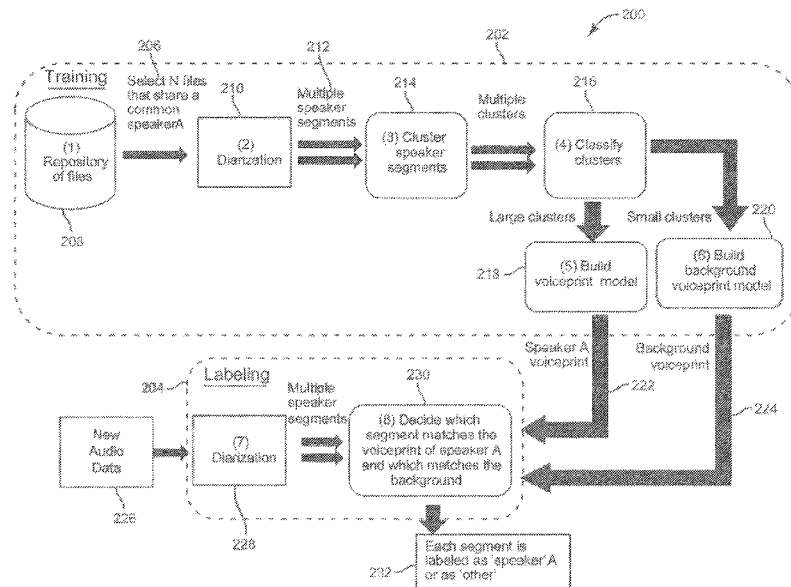 200
206
212
202
Training
Select N files
that share a
common
speakerA
210
Multiple
speaker
segments
214
Multiple
clusters
216
(1)
Repository
of files
(2)
Diarization
(3) Cluster
speaker
segments
(4) Classify
clusters
208
Large clusters
Small clusters
220
218
(5) Build
voiceprint model
(6) Build
background
voiceprint
model
Speaker A
voiceprint
Background
voiceprint
204
Labeling
230
222
224
Multiple
speaker
segments
New
Audio
Data
(7)
Diarization
(8) Decide which
segment matches the
voiceprint of speaker A
and which matches the
background
226
228
232
Each segment is
labeled as 'speaker'A
or as 'other'